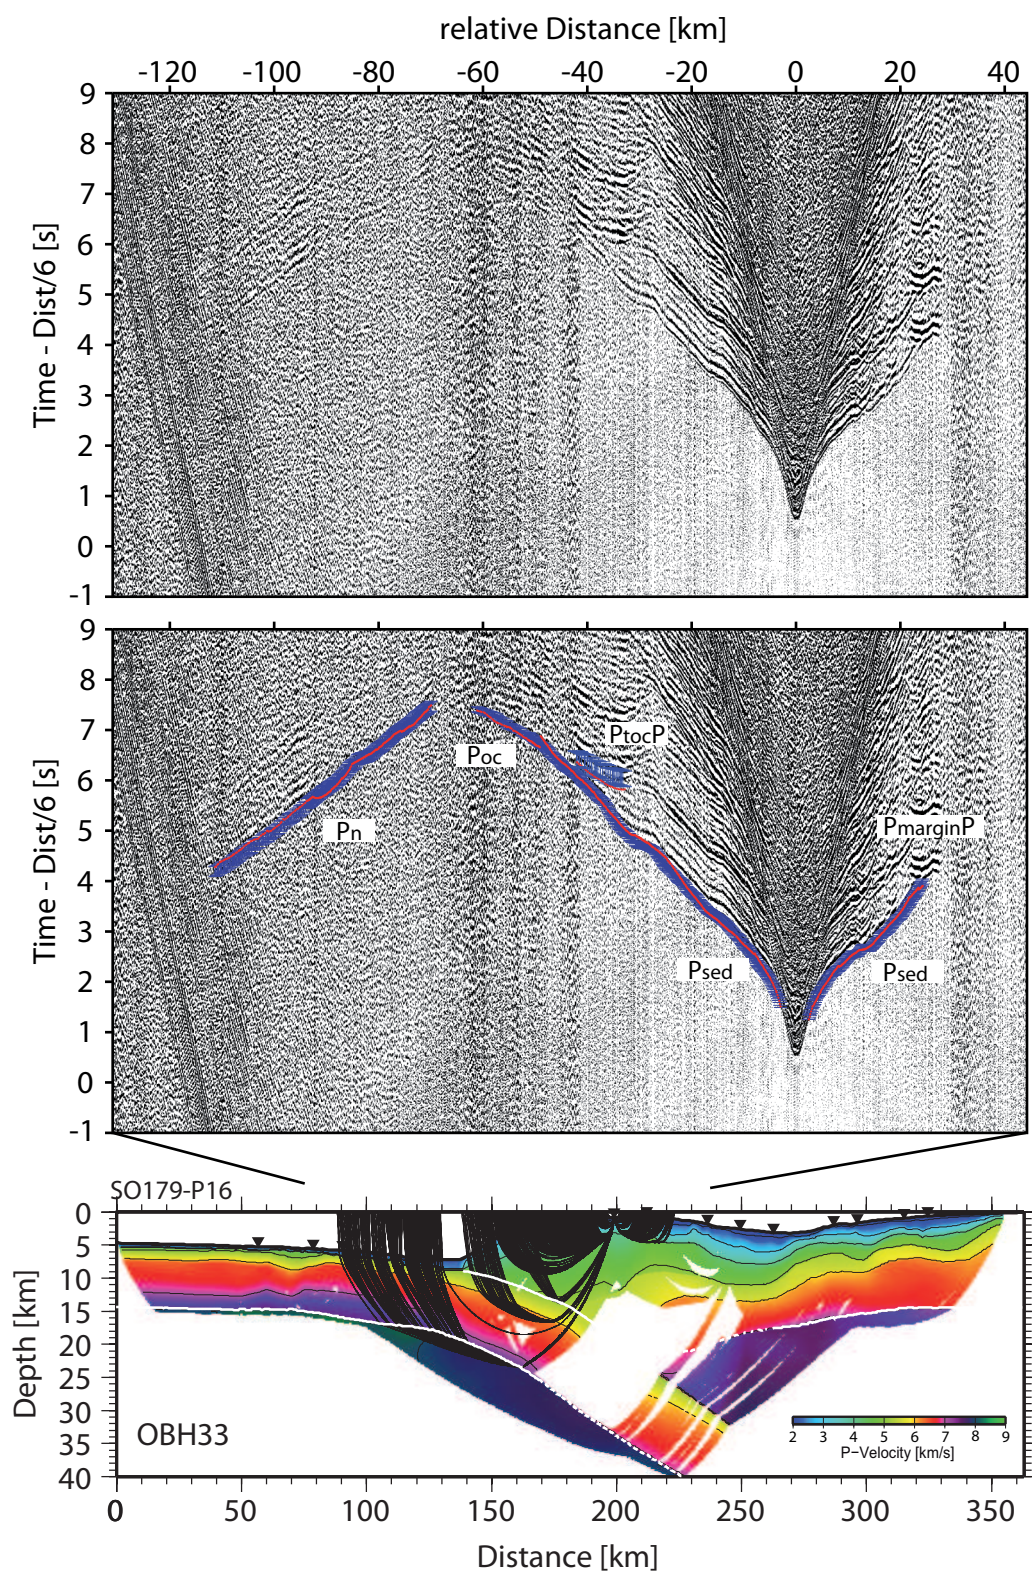 relative Distance [km]
-120 -100 -80 -60 -40 -20 0 20 40
9
8
7
6
5
4
3
2
1
0
-1
Time - Dist/6 [s]
9
8
7
6
5
4
3
2
1
0
-1
Time - Dist/6 [s]
PtocP
Poc
Pn
PmarginP
Psed
Psed
SO179-P16
0
5
10
15
20
25
30
35
40
Depth [km]
OBH33
2 3 4 5 6 7 8 9
P-Velocity [km/s]
0 50 100 150 200 250 300 350
Distance [km]